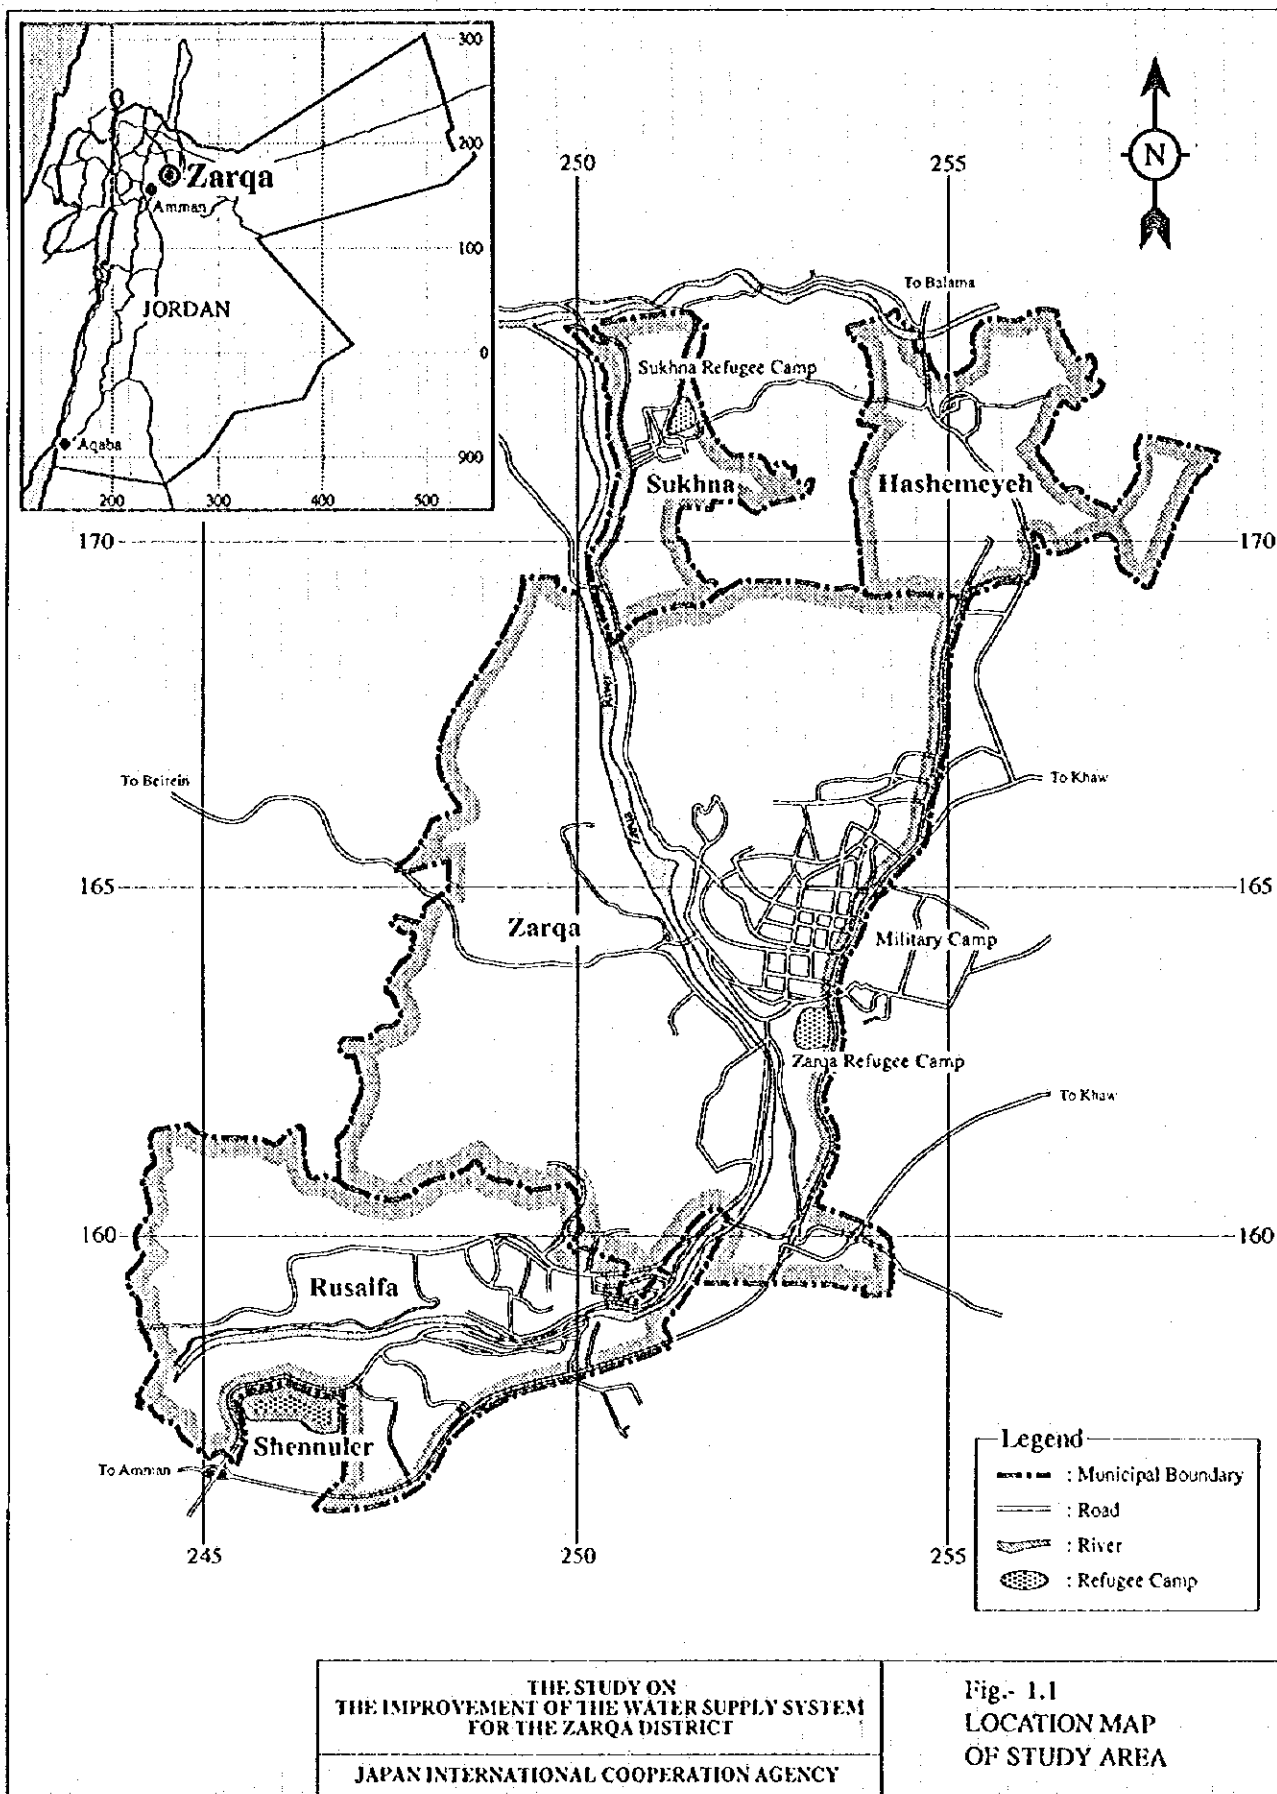 300
200
Zarqa
Amman
100
JORDAN
0
Aqaba
900
200
300
400
500
250
255
N
To Balama
Sukhna Refugee Camp
Sukhna
Hashemeyeh
170
170
River
To Beirein
To Khaw
River
165
165
Zarqa
Military Camp
Zarqa Refugee Camp
To Khaw
160
160
Rusaifa
Shennuler
To Amman
245
250
255
Legend
: Municipal Boundary
: Road
: River
: Refugee Camp
THE STUDY ON
THE IMPROVEMENT OF THE WATER SUPPLY SYSTEM
FOR THE ZARQA DISTRICT
JAPAN INTERNATIONAL COOPERATION AGENCY
Fig.- 1.1
LOCATION MAP
OF STUDY AREA